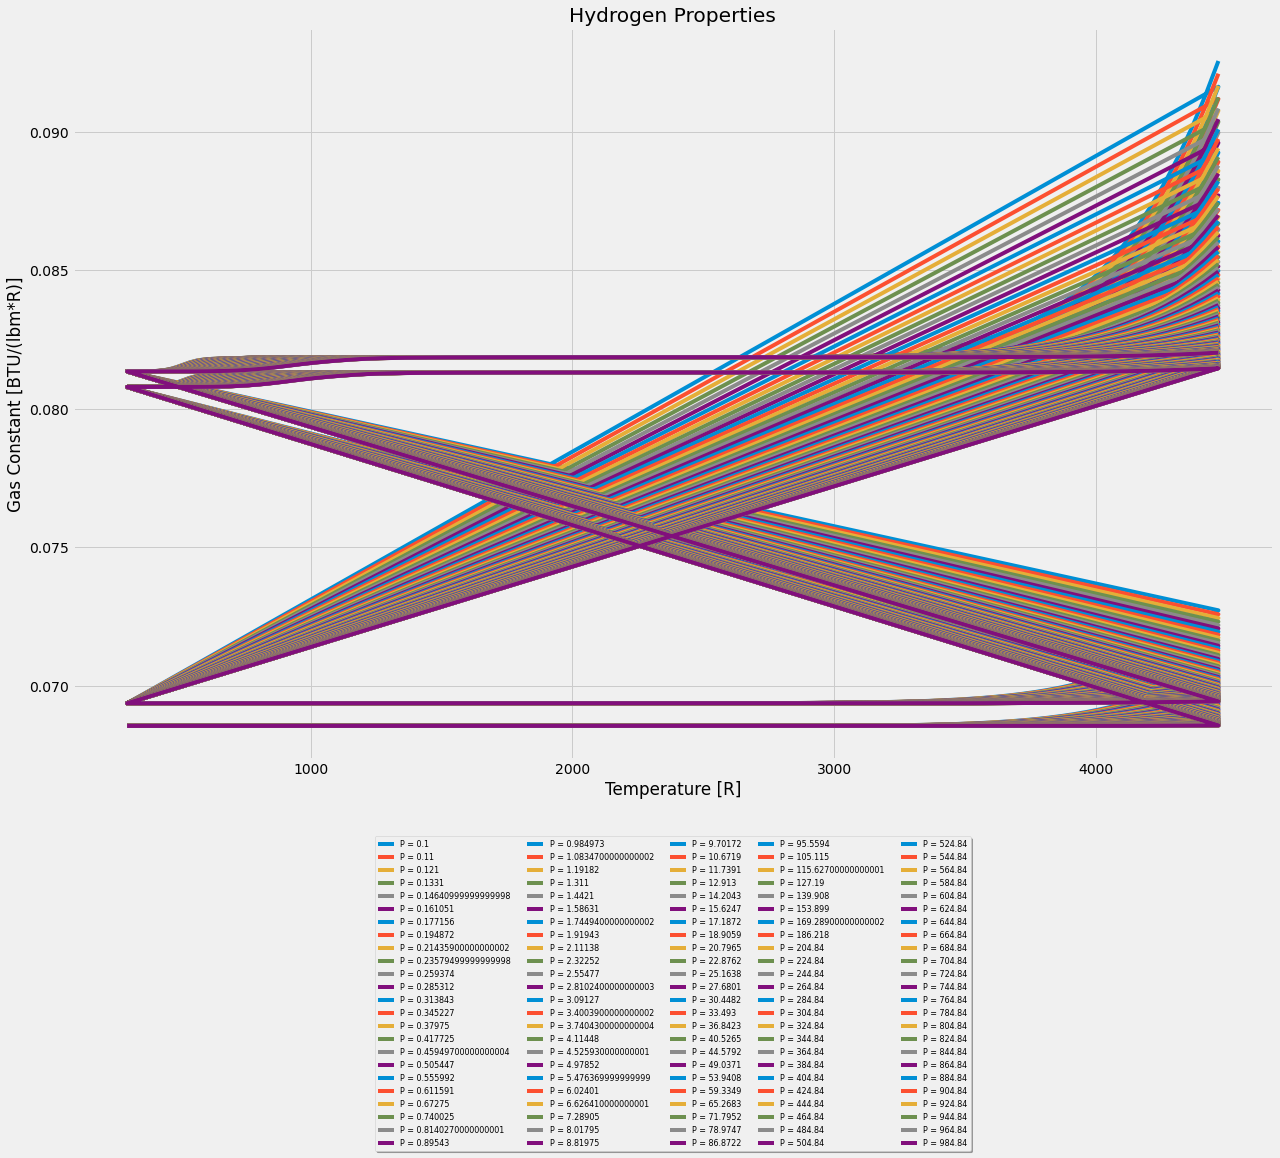 Hydrogen Properties
Gas Constant [BTU/(lbm*R)]
0.090
0.085
0.080
0.075
0.070
1000 2000 3000 4000
Temperature [R]
P = 0.1 P = 0.984973 P = 9.70172 P = 95.5594 P = 524.84
P = 0.11 P = 1.0834700000000002 P = 10.6719 P = 105.115 P = 544.84
P = 0.121 P = 1.19182 P = 11.7391 P = 115.62700000000001 P = 564.84
P = 0.1331 P = 1.311 P = 12.913 P = 127.19 P = 584.84
P = 0.14640999999999998 P = 1.4421 P = 14.2043 P = 139.908 P = 604.84
P = 0.161051 P = 1.58631 P = 15.6247 P = 153.899 P = 624.84
P = 0.177156 P = 1.7449400000000002 P = 17.1872 P = 169.28900000000002 P = 644.84
P = 0.194872 P = 1.91943 P = 18.9059 P = 186.218 P = 664.84
P = 0.21435900000000002 P = 2.11138 P = 20.7965 P = 204.84 P = 684.84
P = 0.23579499999999998 P = 2.32252 P = 22.8762 P = 224.84 P = 704.84
P = 0.259374 P = 2.55477 P = 25.1638 P = 244.84 P = 724.84
P = 0.285312 P = 2.8102400000000003 P = 27.6801 P = 264.84 P = 744.84
P = 0.313843 P = 3.09127 P = 30.4482 P = 284.84 P = 764.84
P = 0.345227 P = 3.4003900000000002 P = 33.493 P = 304.84 P = 784.84
P = 0.37975 P = 3.7404300000000004 P = 36.8423 P = 324.84 P = 804.84
P = 0.417725 P = 4.11448 P = 40.5265 P = 344.84 P = 824.84
P = 0.45949700000000004 P = 4.525930000000001 P = 44.5792 P = 364.84 P = 844.84
P = 0.505447 P = 4.97852 P = 49.0371 P = 384.84 P = 864.84
P = 0.555992 P = 5.476369999999999 P = 53.9408 P = 404.84 P = 884.84
P = 0.611591 P = 6.02401 P = 59.3349 P = 424.84 P = 904.84
P = 0.67275 P = 6.626410000000001 P = 65.2683 P = 444.84 P = 924.84
P = 0.740025 P = 7.28905 P = 71.7952 P = 464.84 P = 944.84
P = 0.8140270000000001 P = 8.01795 P = 78.9747 P = 484.84 P = 964.84
P = 0.89543 P = 8.81975 P = 86.8722 P = 504.84 P = 984.84